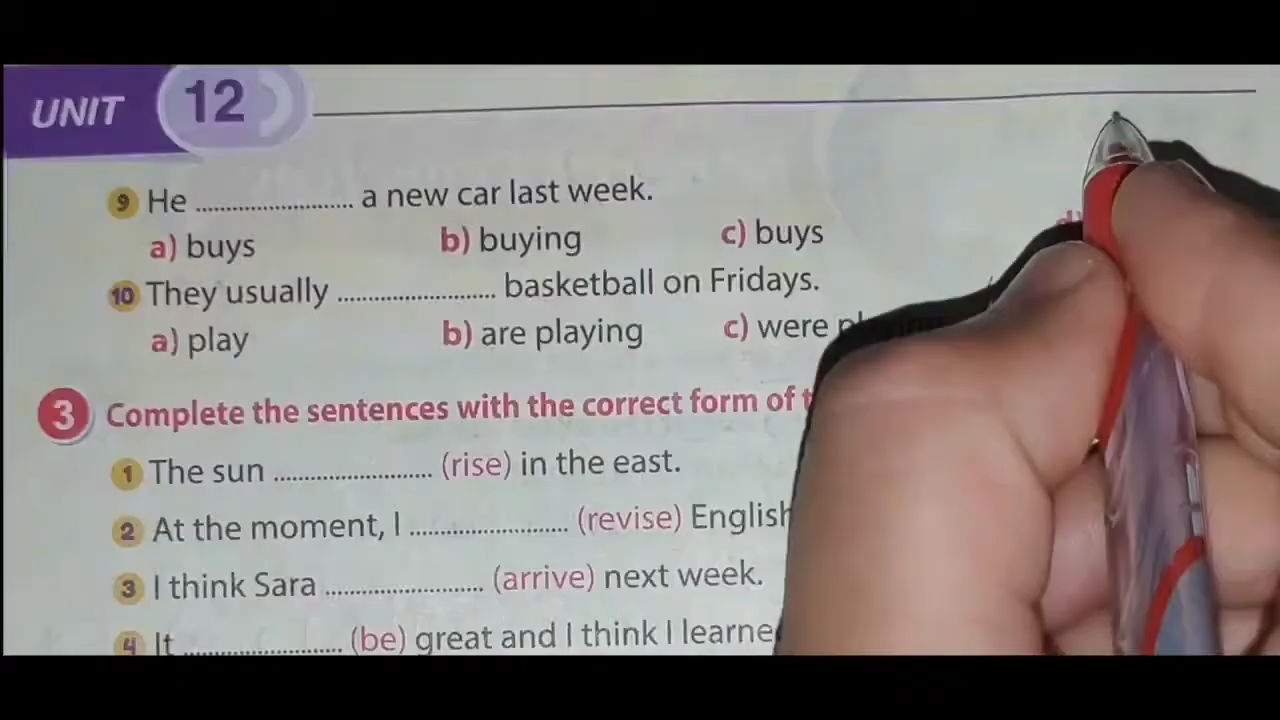 UNIT 12
9 He ........................ a new car last week.
a) buys b) buying c) buys d)
10 They usually ........................ basketball on Fridays.
a) play b) are playing c) were
3 Complete the sentences with the correct form of
1 The sun ........................ (rise) in the east.
2 At the moment, I ........................ (revise) English
3 I think Sara ........................ (arrive) next week.
4 It ........................ (be) great and I think I learne